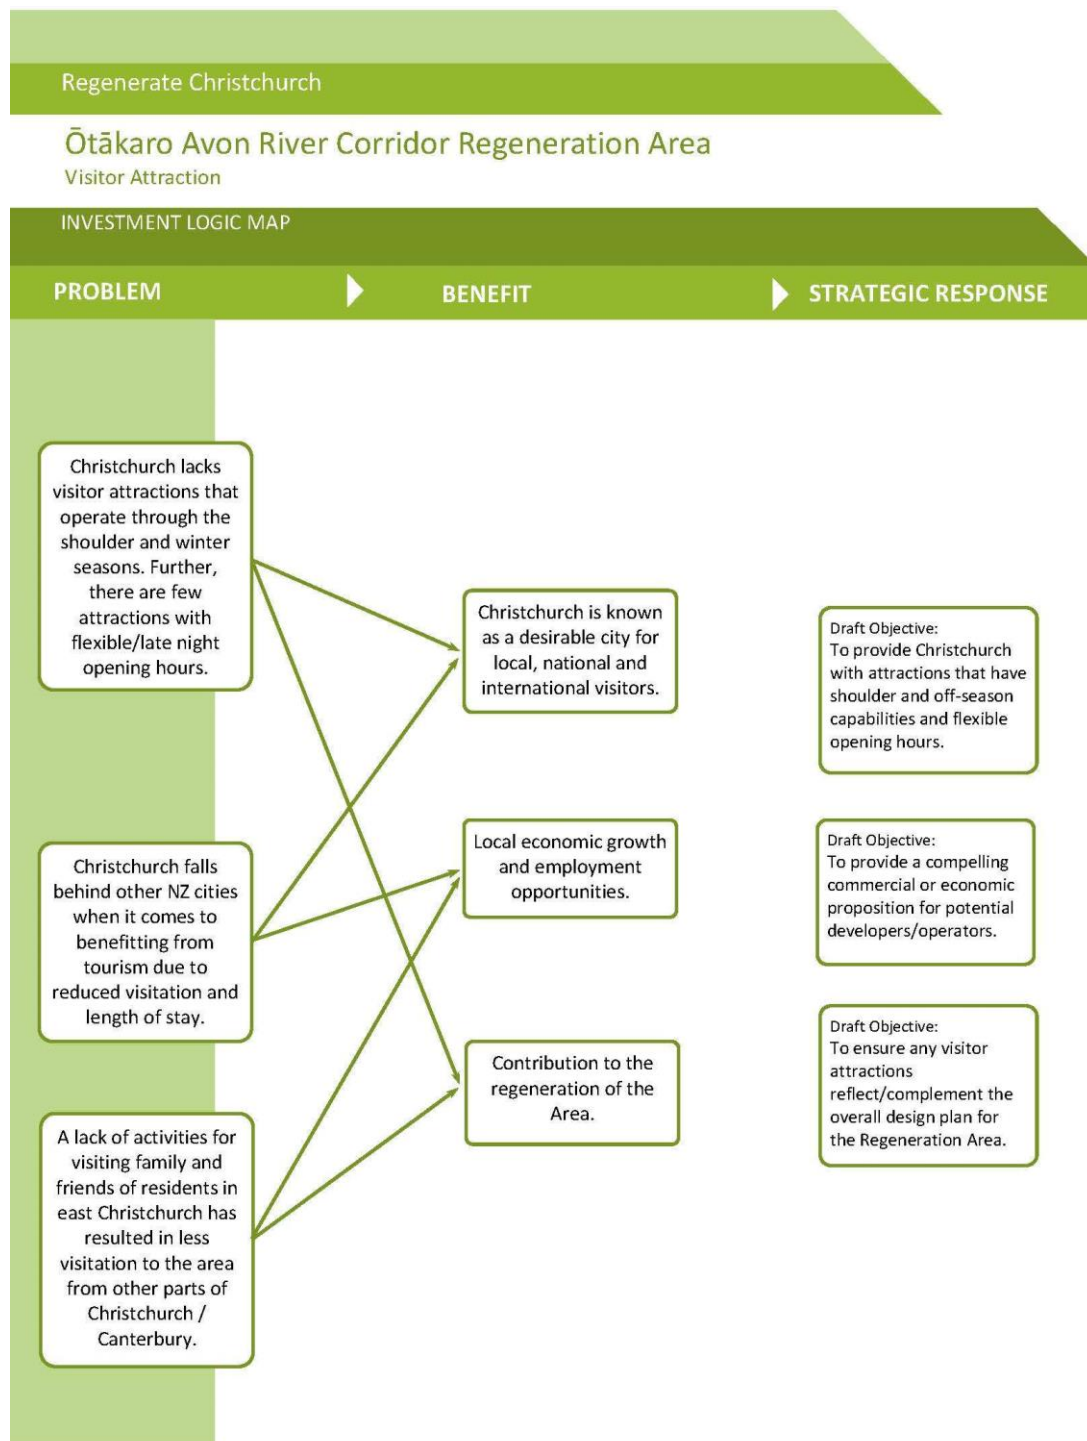 Regenerate Christchurch
Ōtākaro Avon River Corridor Regeneration Area
Visitor Attraction
INVESTMENT LOGIC MAP
PROBLEM
BENEFIT
STRATEGIC RESPONSE
Christchurch lacks
visitor attractions that
operate through the
shoulder and winter
seasons. Further,
there are few
attractions with
flexible/late night
opening hours.
Christchurch falls
behind other NZ cities
when it comes to
benefitting from
tourism due to
reduced visitation and
length of stay.
A lack of activities for
visiting family and
friends of residents in
east Christchurch has
resulted in less
visitation to the area
from other parts of
Christchurch /
Canterbury.
Christchurch is known
as a desirable city for
local, national and
international visitors.
Local economic growth
and employment
opportunities.
Contribution to the
regeneration of the
Area.
Draft Objective:
To provide Christchurch
with attractions that have
shoulder and off-season
capabilities and flexible
opening hours.
Draft Objective:
To provide a compelling
commercial or economic
proposition for potential
developers/operators.
Draft Objective:
To ensure any visitor
attractions
reflect/complement the
overall design plan for
the Regeneration Area.